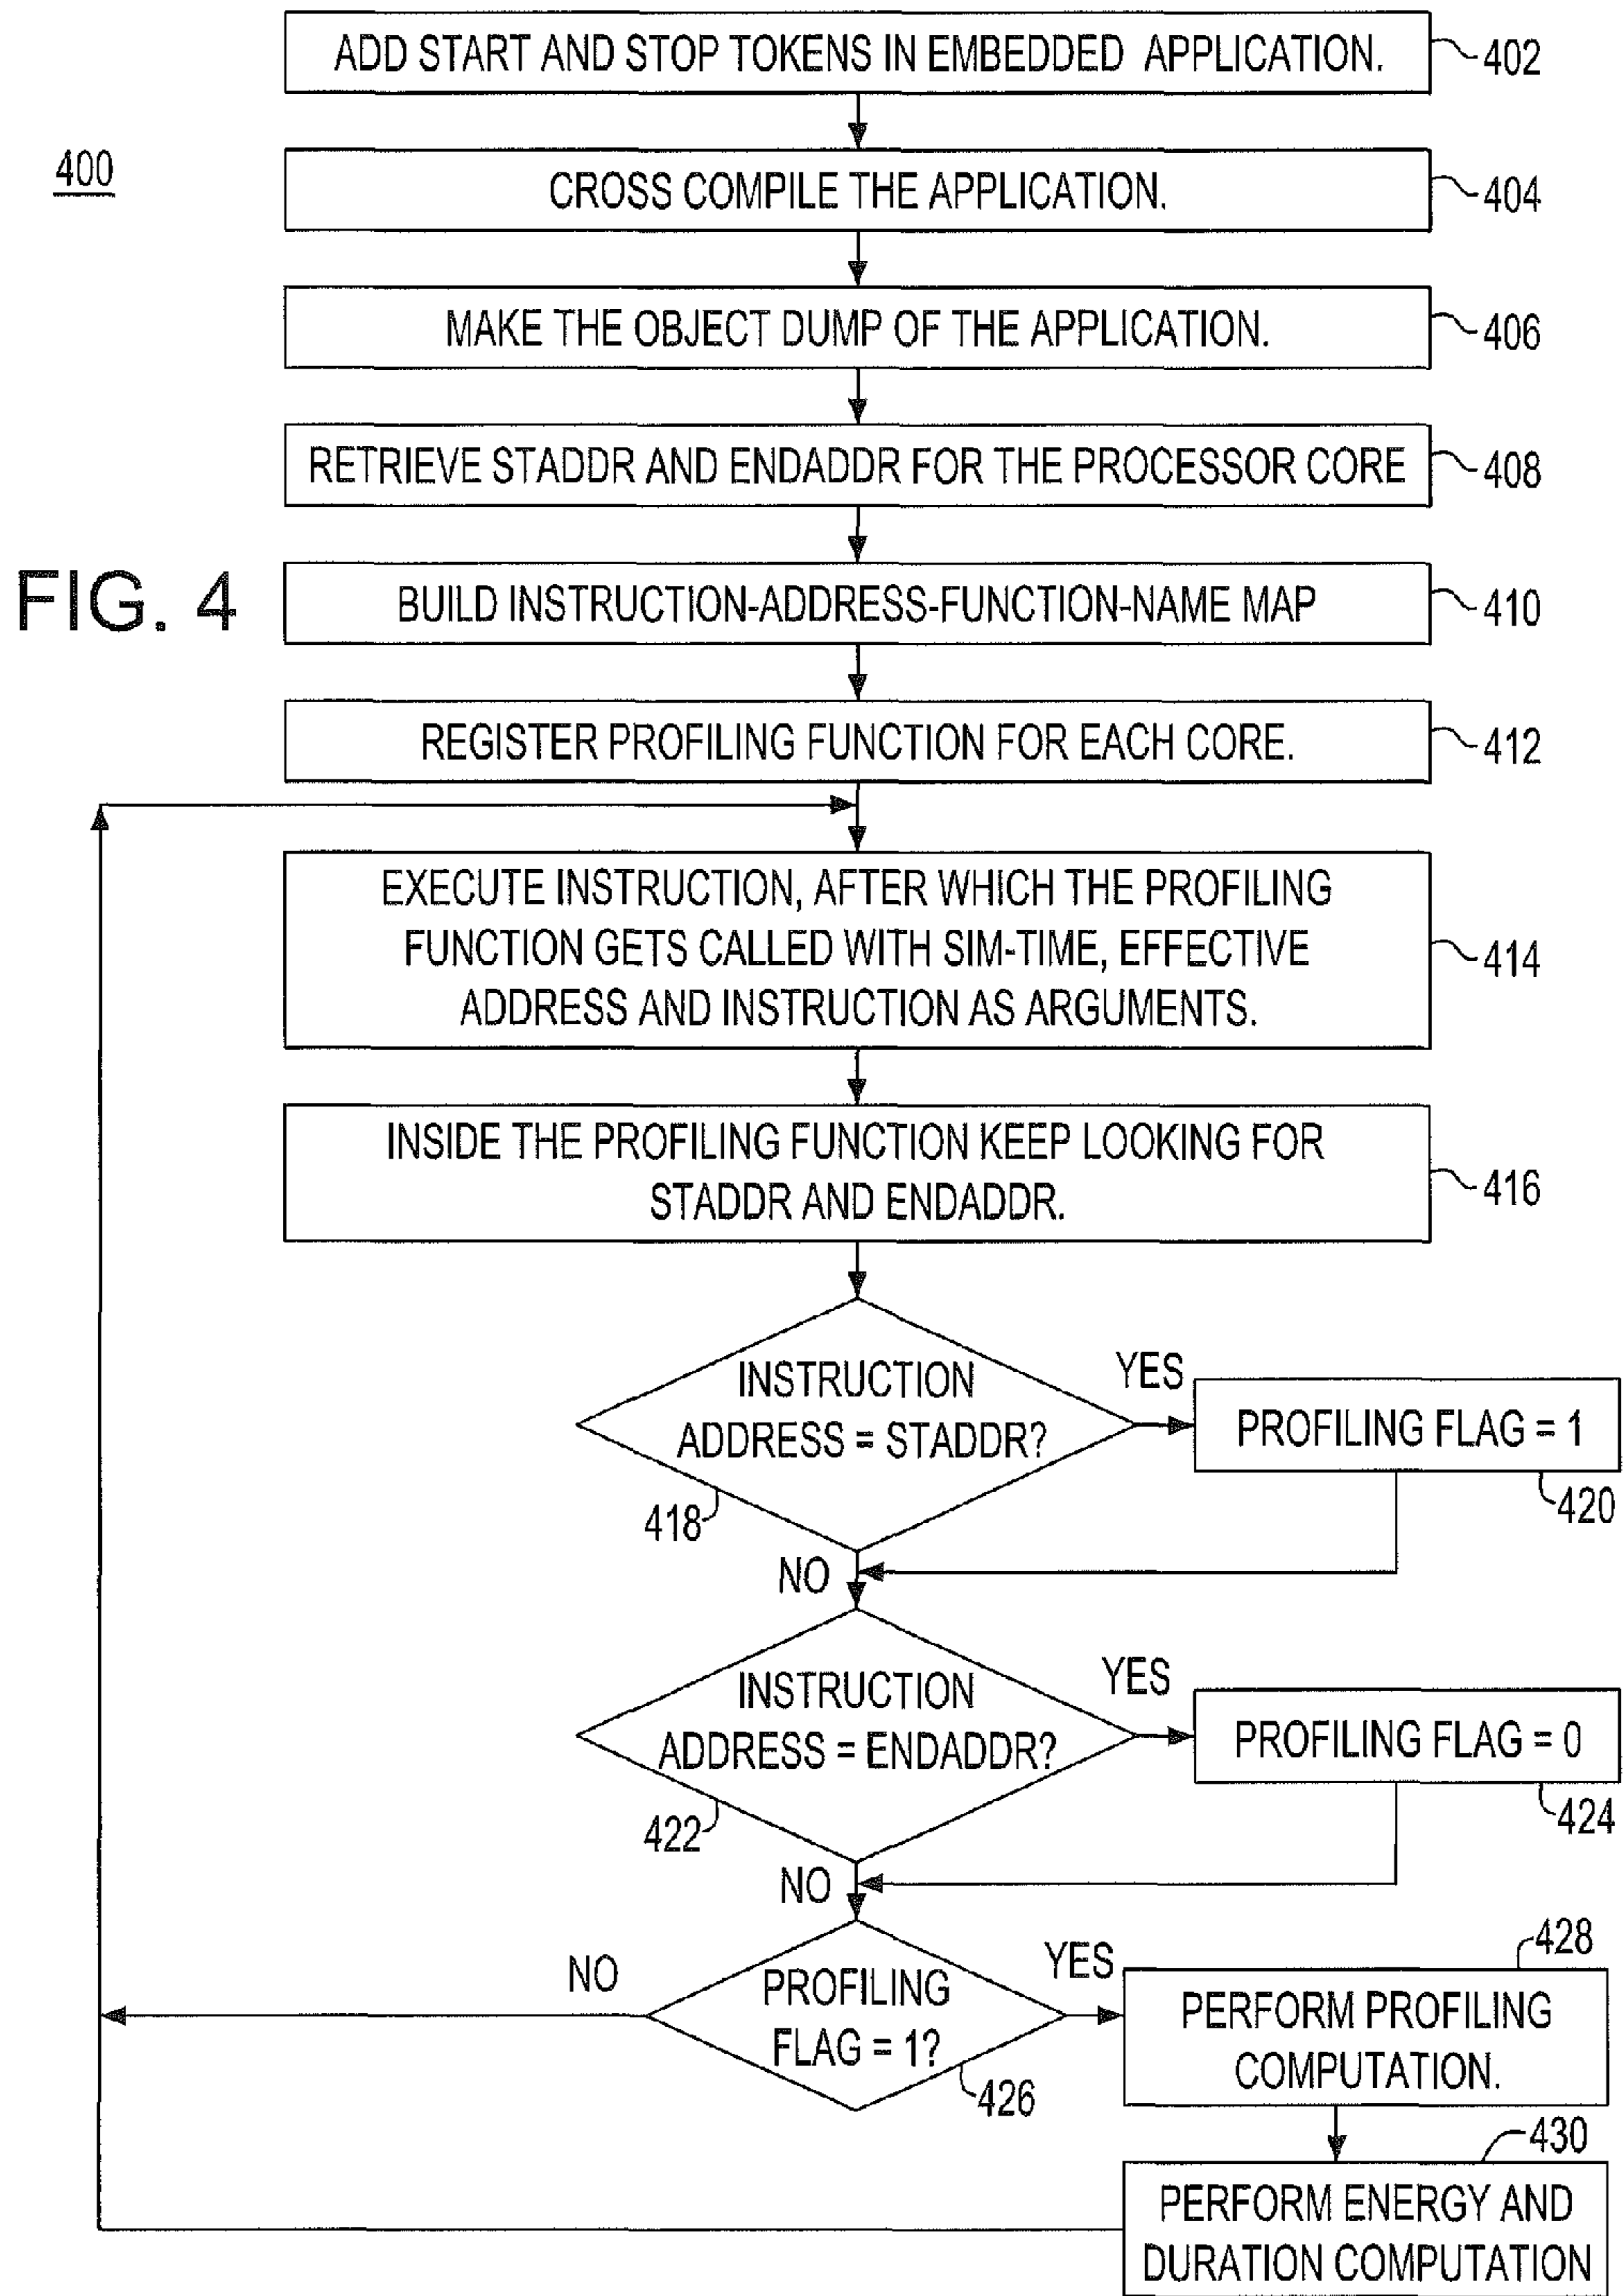 ADD START AND STOP TOKENS IN EMBEDDED APPLICATION.
402
400
CROSS COMPILE THE APPLICATION.
404
MAKE THE OBJECT DUMP OF THE APPLICATION.
406
RETRIEVE STADDR AND ENDADDR FOR THE PROCESSOR CORE
408
FIG. 4
BUILD INSTRUCTION-ADDRESS-FUNCTION-NAME MAP
410
REGISTER PROFILING FUNCTION FOR EACH CORE.
412
EXECUTE INSTRUCTION, AFTER WHICH THE PROFILING
FUNCTION GETS CALLED WITH SIM-TIME, EFFECTIVE
ADDRESS AND INSTRUCTION AS ARGUMENTS.
414
INSIDE THE PROFILING FUNCTION KEEP LOOKING FOR
STADDR AND ENDADDR.
416
INSTRUCTION
ADDRESS = STADDR?
418
YES
PROFILING FLAG = 1
420
NO
INSTRUCTION
ADDRESS = ENDADDR?
422
YES
PROFILING FLAG = 0
424
NO
PROFILING
FLAG = 1?
426
NO
YES
428
PERFORM PROFILING
COMPUTATION.
430
PERFORM ENERGY AND
DURATION COMPUTATION